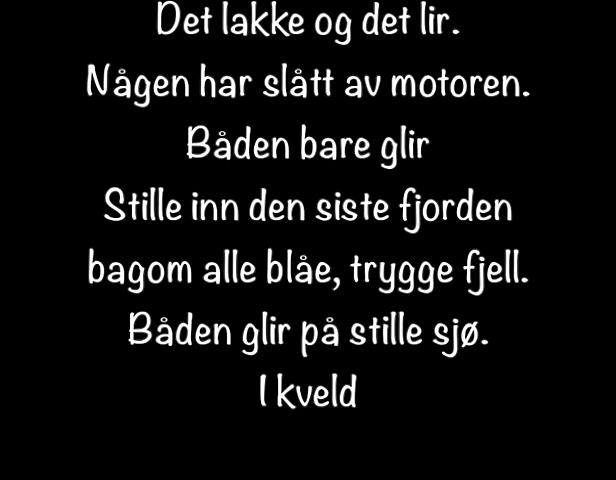 Det lakke og det lir.
Någen har slått av motoren.
Båden bare glir
Stille inn den siste fjorden
bagom alle blåe, trygge fjell.
Båden glir på stille sjø.
I kveld